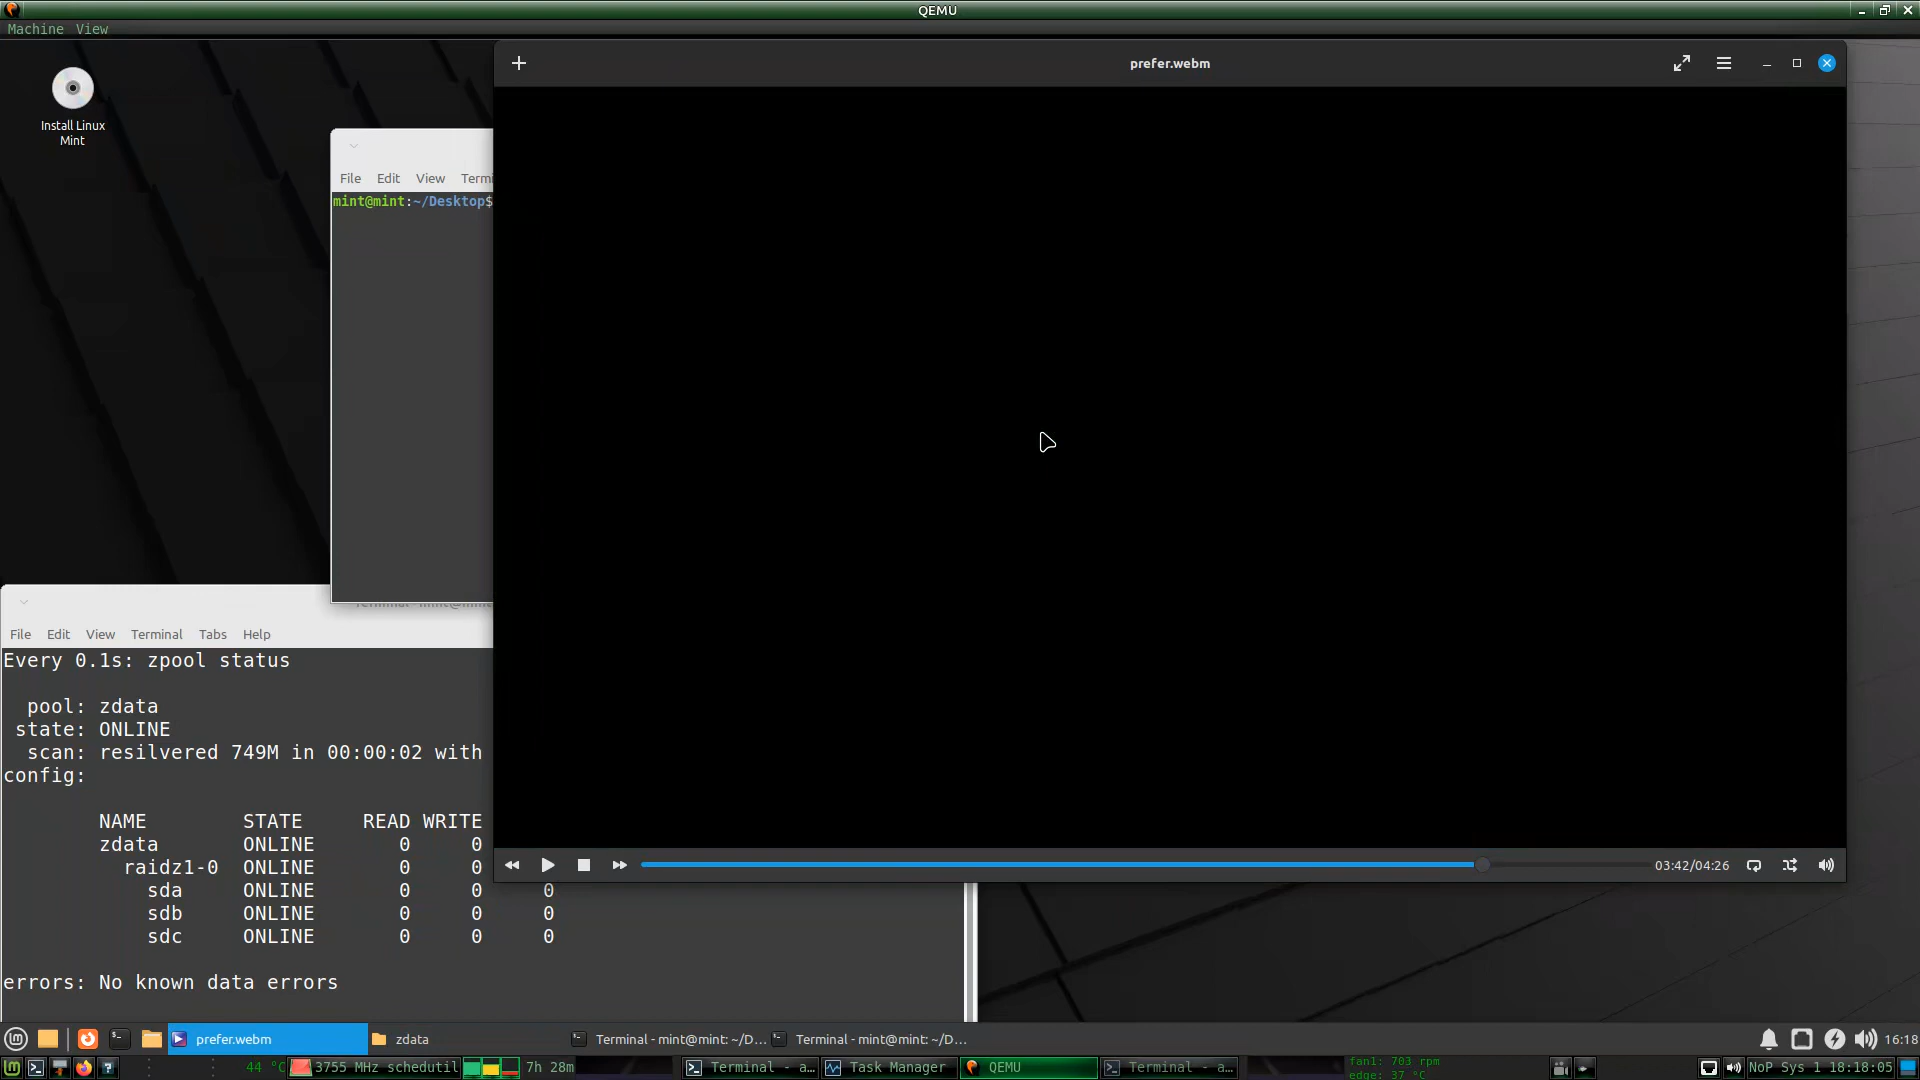 QEMU
Machine View
Install Linux
Mint
prefer.webm
File Edit View
mint@mint:~/Desktop$
File Edit View Terminal Tabs Help
Every 0.1s: zpool status
pool: zdata
state: ONLINE
scan: resilvered 749M in 00:00:02 with
config:
NAME STATE READ WRITE
zdata ONLINE 0 0
raidz1-0 ONLINE 0 0
sda ONLINE 0 0 0
sdb ONLINE 0 0 0
sdc ONLINE 0 0 0
errors: No known data errors
03:42/04:26
prefer.webm
zdata
Terminal - mint@mint: ~/D...
Terminal - mint@mint: ~/D...
16:18
44 °C
3755 MHz schedutil
7h 28m
Terminal - a...
Task Manager
QEMU
Terminal - a...
fan1: 703 rpm
edge: 37 °C
NoP Sys 1 18:18:05